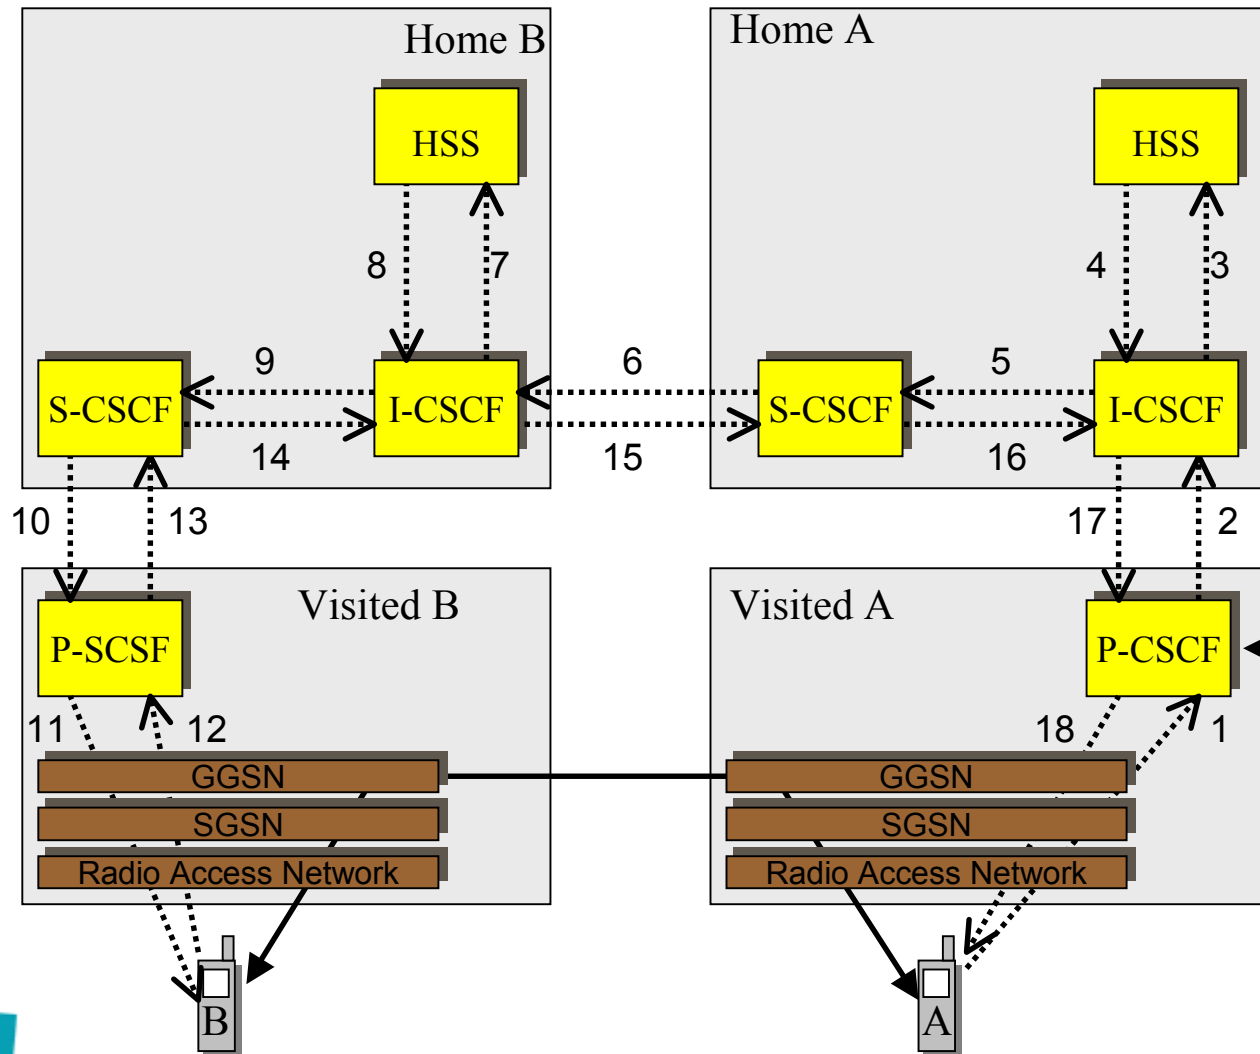 Home B
Home A
HSS
HSS
8
7
4
3
9
6
5
S-CSCF
I-CSCF
S-CSCF
I-CSCF
14
15
16
10
13
17
2
Visited B
Visited A
P-SCSF
P-CSCF
11
12
18
1
GGSN
GGSN
SGSN
SGSN
Radio Access Network
Radio Access Network
B
A